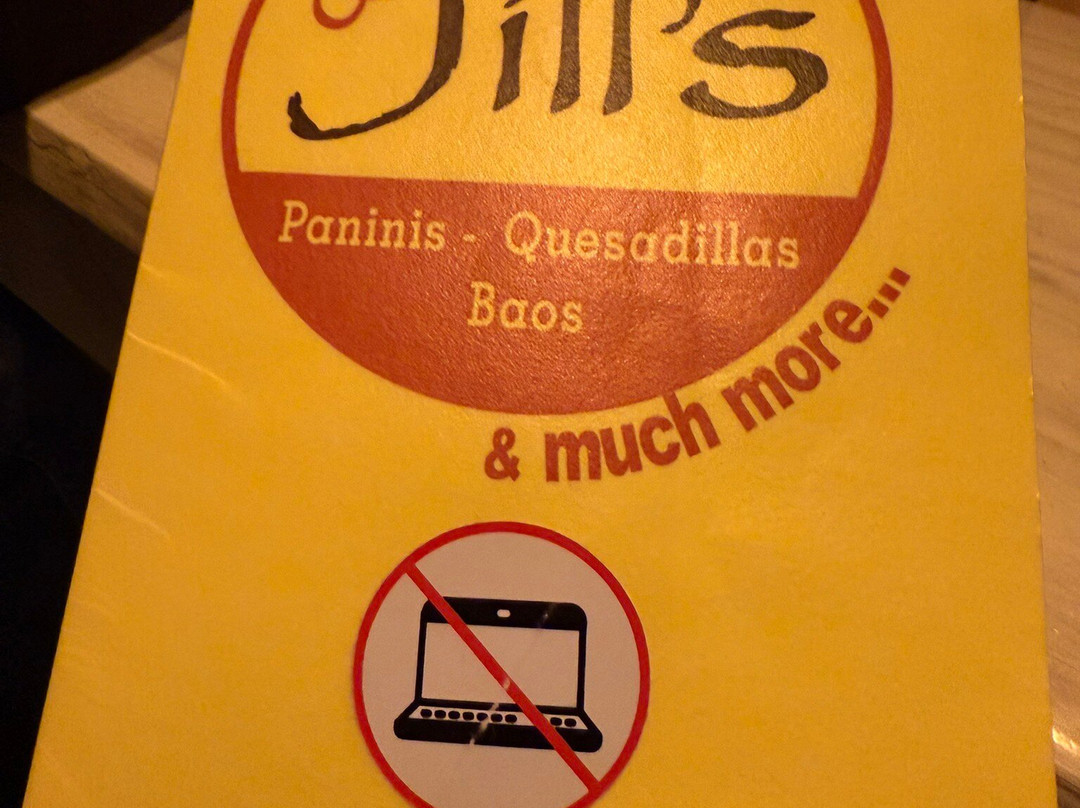 Jill's
Paninis - Quesadillas
Baos
& much more...